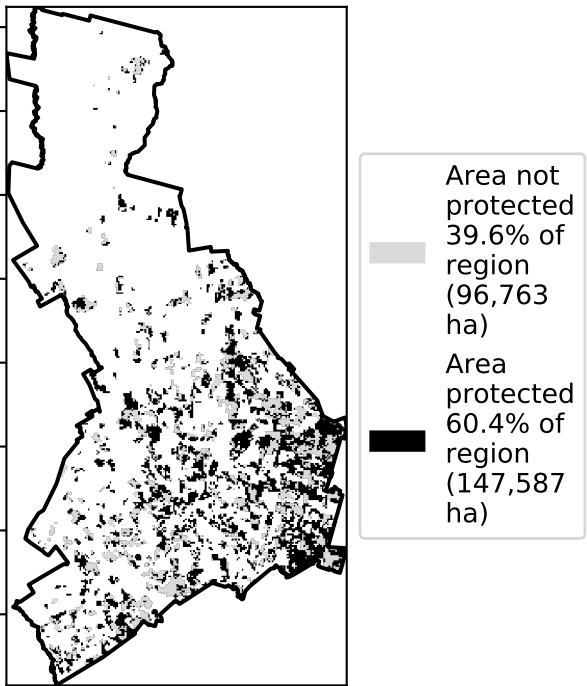 Area not
protected
39.6% of
region
(96,763
ha)
Area
protected
60.4% of
region
(147,587
ha)